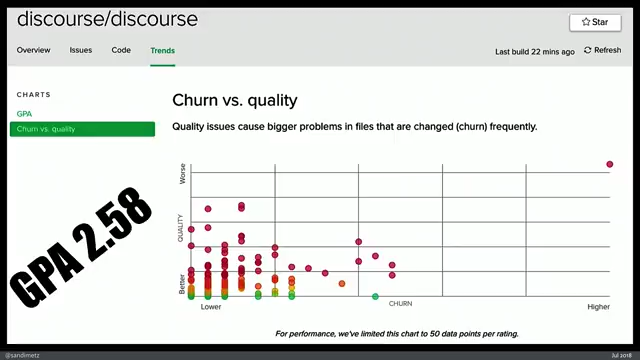 discourse/discourse
Star
Overview Issues Code Trends
Last build 22 mins ago Refresh
CHARTS
GPA
Churn vs. quality
Churn vs. quality
Quality issues cause bigger problems in files that are changed (churn) frequently.
Worse
QUALITY
Better
Lower
CHURN
Higher
GPA 2.58
For performance, we've limited this chart to 50 data points per rating.
@sandimetz
Jul 2018